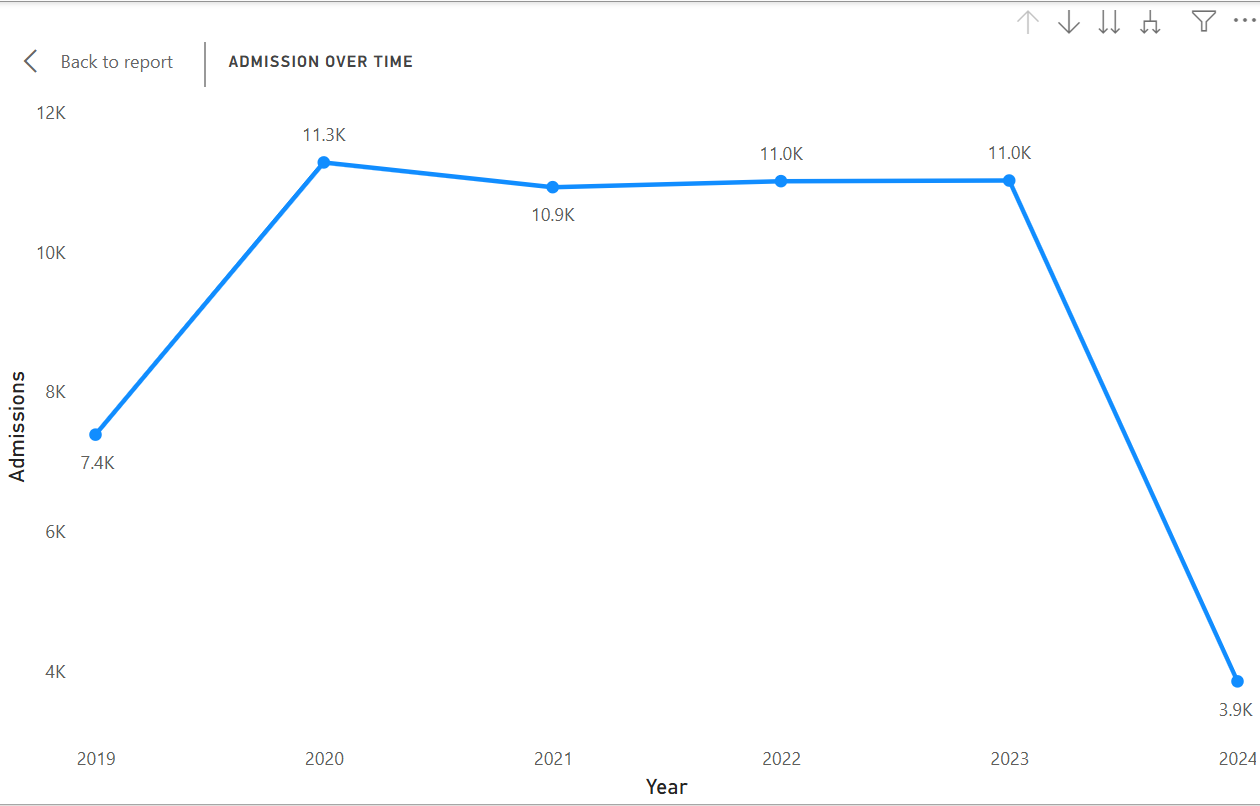 Back to report
ADMISSION OVER TIME
12K
10K
8K
6K
4K
Admissions
7.4K
11.3K
10.9K
11.0K
11.0K
3.9K
2019 2020 2021 2022 2023 2024
Year